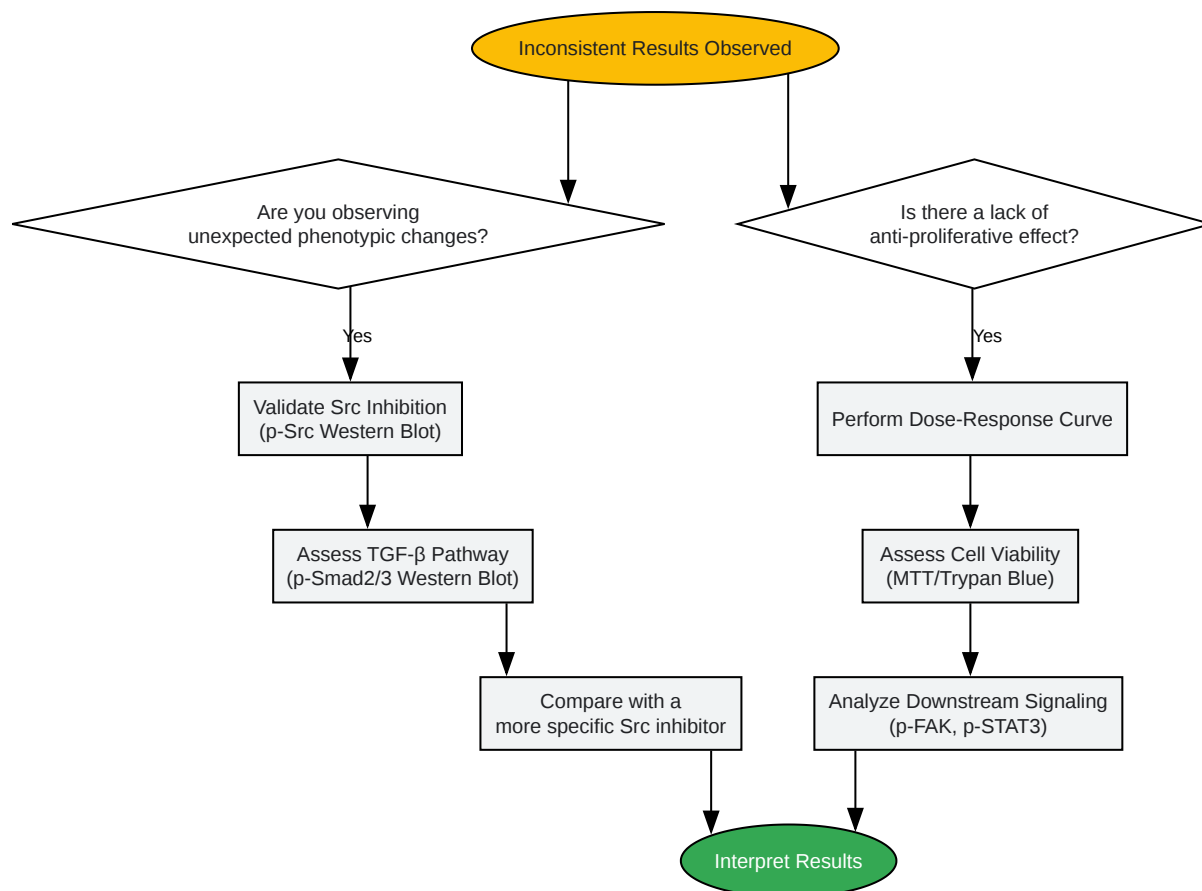 Inconsistent Results Observed
Are you observing
unexpected phenotypic changes?
Is there a lack of
anti-proliferative effect?
Yes
Yes
Validate Src Inhibition
(p-Src Western Blot)
Perform Dose-Response Curve
Assess TGF-β Pathway
(p-Smad2/3 Western Blot)
Assess Cell Viability
(MTT/Trypan Blue)
Compare with a
more specific Src inhibitor
Analyze Downstream Signaling
(p-FAK, p-STAT3)
Interpret Results